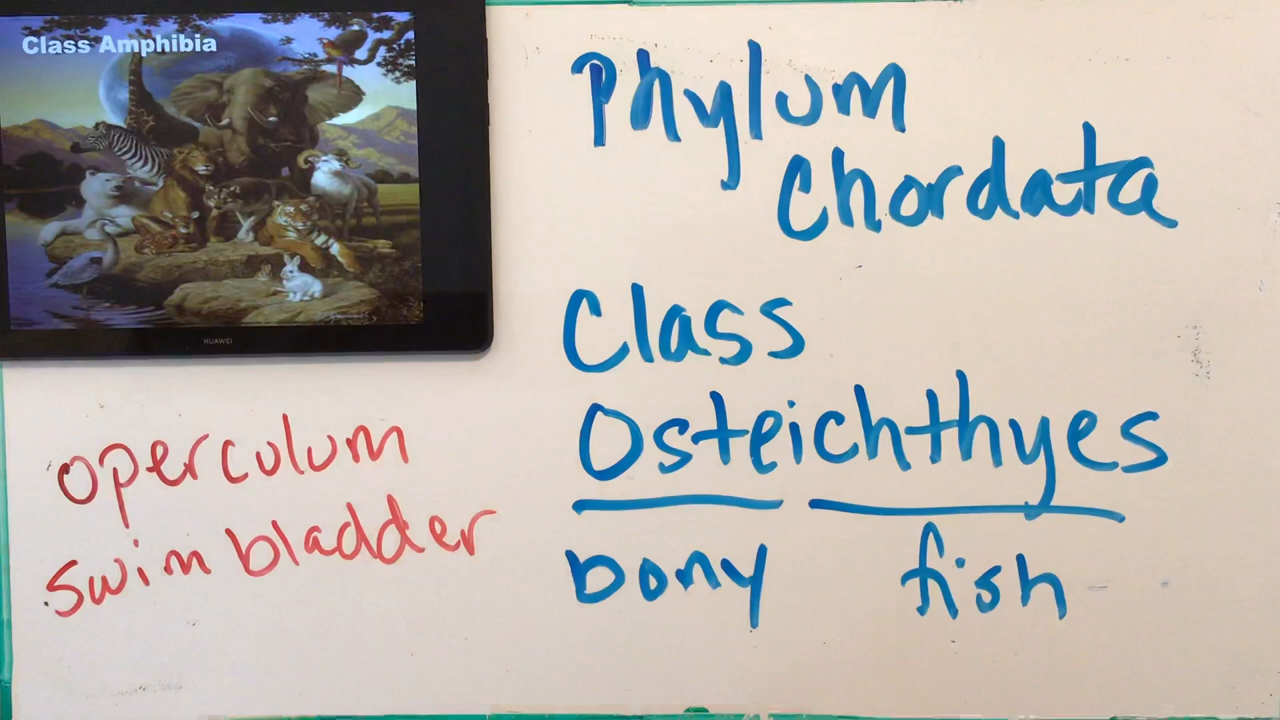 Class Amphibia
HUAWEI
Phylum
Chordata
Class
Osteichthyes
bony fish
operculum
swim bladder